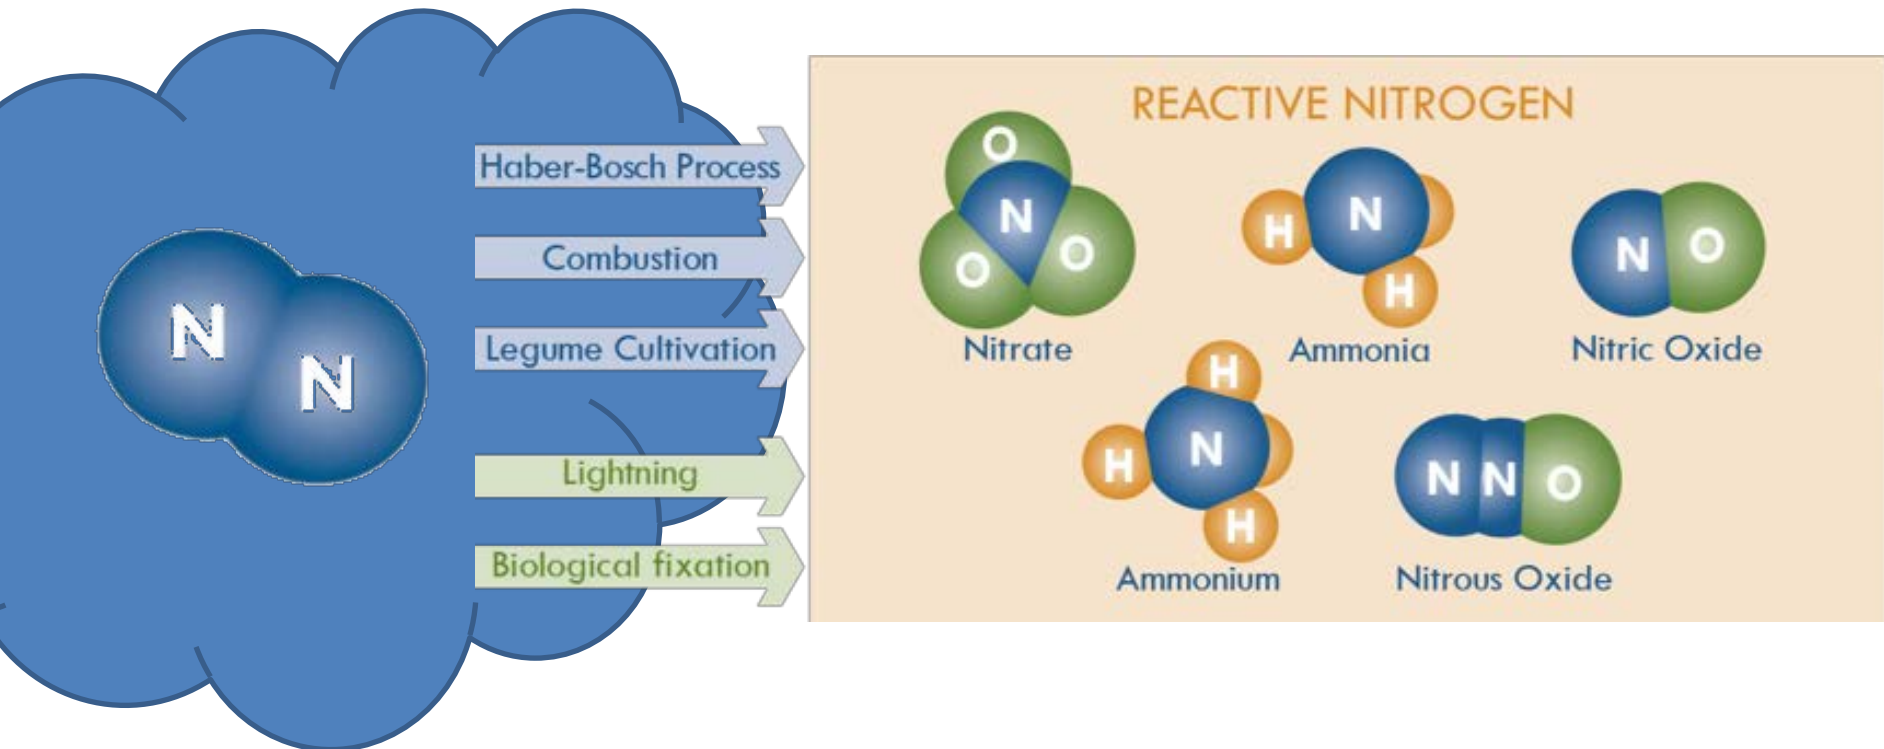 N
N
Haber-Bosch Process
Combustion
Legume Cultivation
Lightning
Biological fixation
REACTIVE NITROGEN
O
N
O
O
Nitrate
H
N
H
Ammonia
N
O
Nitric Oxide
H
H
N
H
Ammonium
N
N
O
Nitrous Oxide